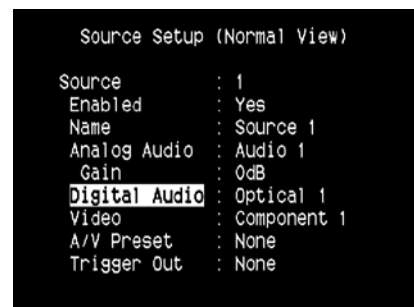 Source Setup (Normal View)
Source : 1
Enabled : Yes
Name : Source 1
Analog Audio : Audio 1
Gain : 0dB
Digital Audio : Optical 1
Video : Component 1
A/V Preset : None
Trigger Out : None